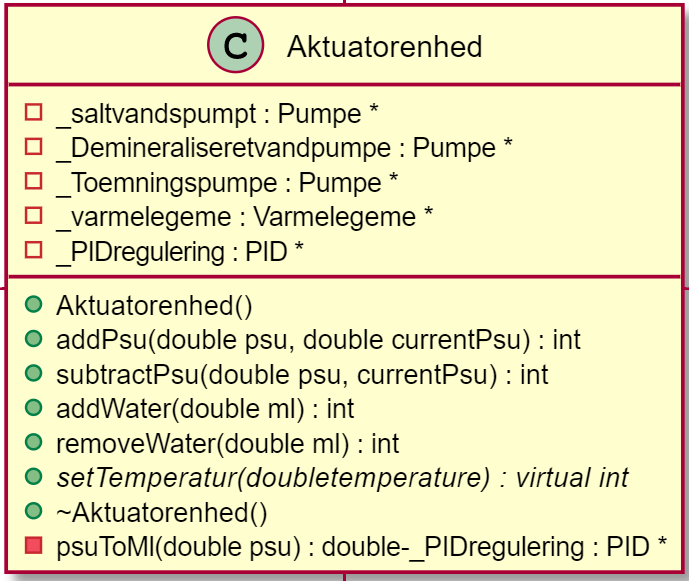 C Aktuatorenhed
_saltvandspumpt : Pumpe *
_Demineraliseretvandpumpe : Pumpe *
_Toemningspumpe : Pumpe *
_varmelegeme : Varmelegeme *
_PIDregulering : PID *
Aktuatorenhed()
addPsu(double psu, double currentPsu) : int
subtractPsu(double psu, currentPsu) : int
addWater(double ml) : int
removeWater(double ml) : int
setTemperatur(doubletemperature) : virtual int
~Aktuatorenhed()
psuToMl(double psu) : double-_PIDregulering : PID *